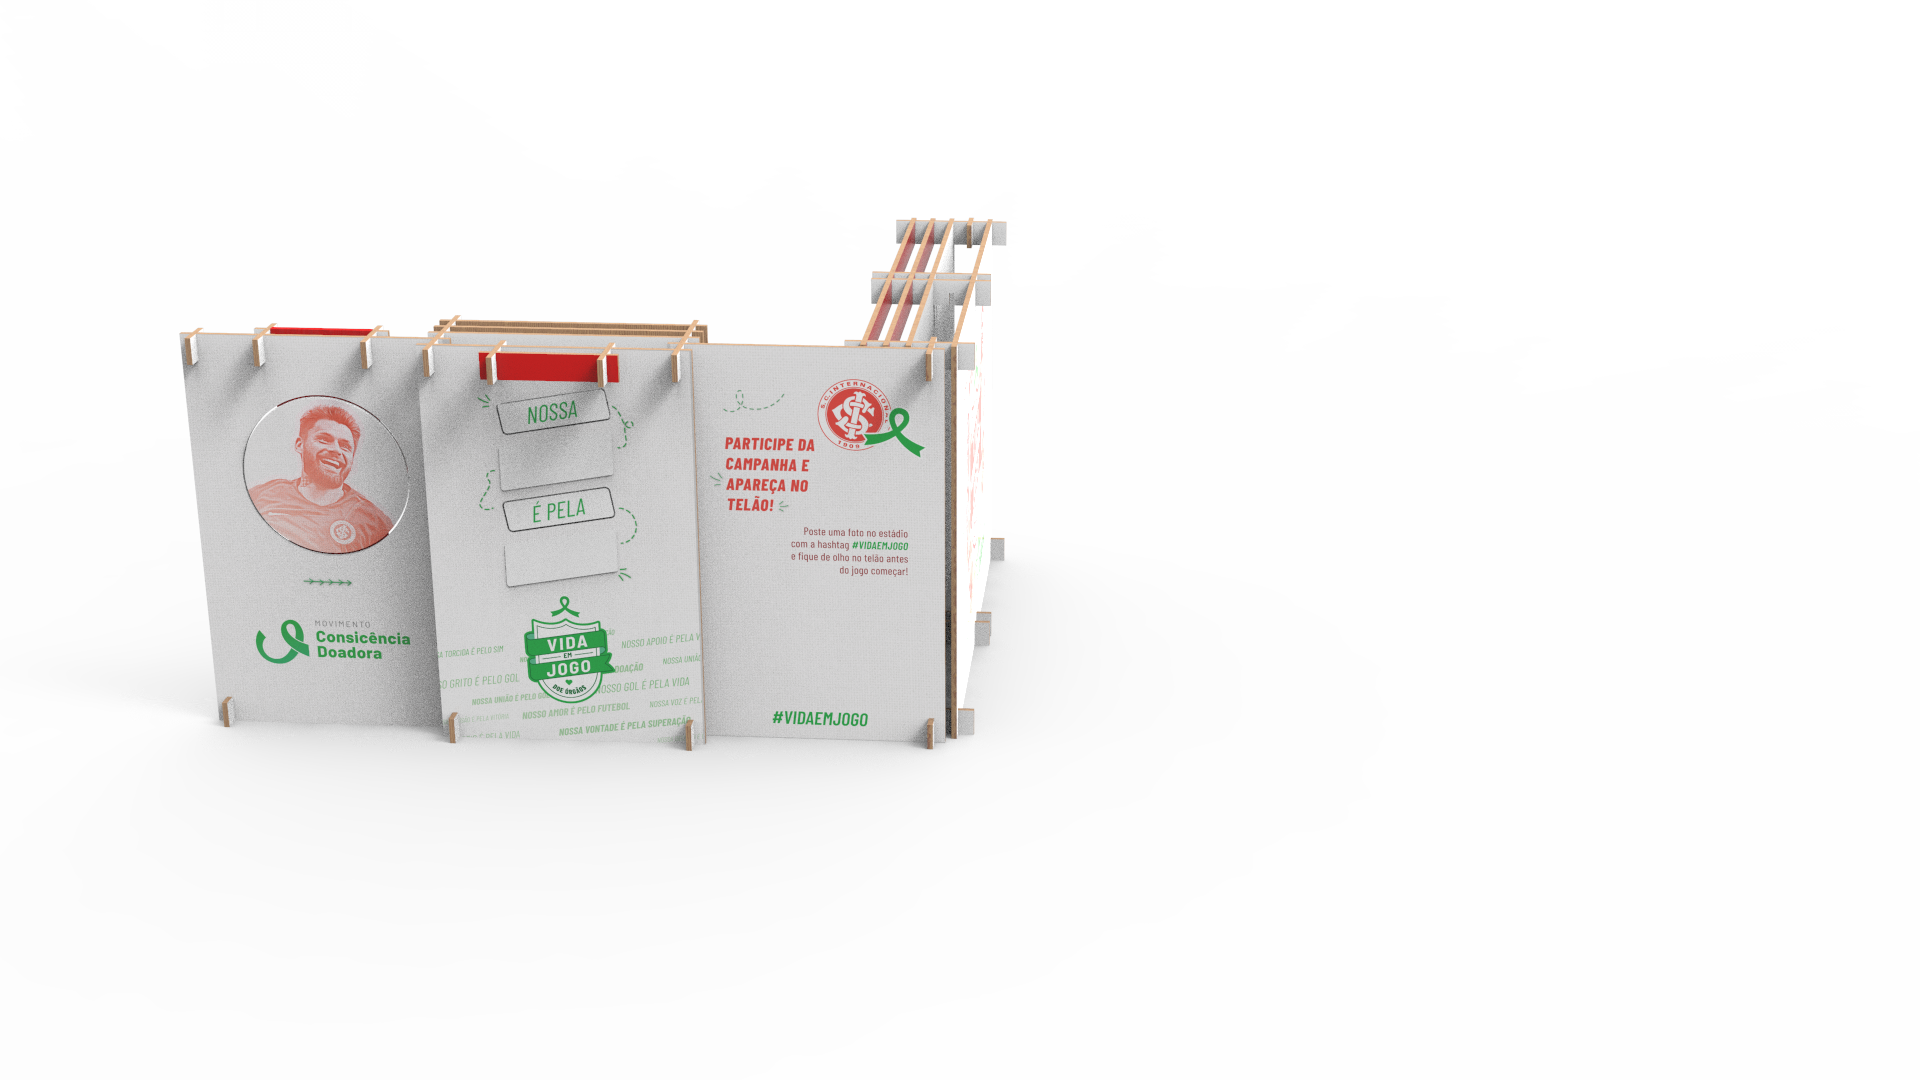 MOVIMENTO
Consicência
Doadora
NOSSA
É PELA
VIDA
EM
JOGO
DOE ÓRGÃOS
A TORCIDA É PELO SIM
NOSSO APOIO É PELA V
DOAÇÃO
NOSSA UNIÃO
SO GRITO É PELO GOL
NOSSO GOL É PELA VIDA
NOSSA UNIÃO É PELO
NOSSO AMOR É PELO FUTEBOL
NOSSA VOZ É PEL
É PELA VIDA
NOSSA VONTADE É PELA SUPERAÇÃO
S.C. INTERNACIONAL
1909
PARTICIPE DA
CAMPANHA E
APAREÇA NO
TELÃO!
Poste uma foto no estádio
com a hashtag #VIDAEMJOGO
e fique de olho no telão antes
do jogo começar!
#VIDAEMJOGO